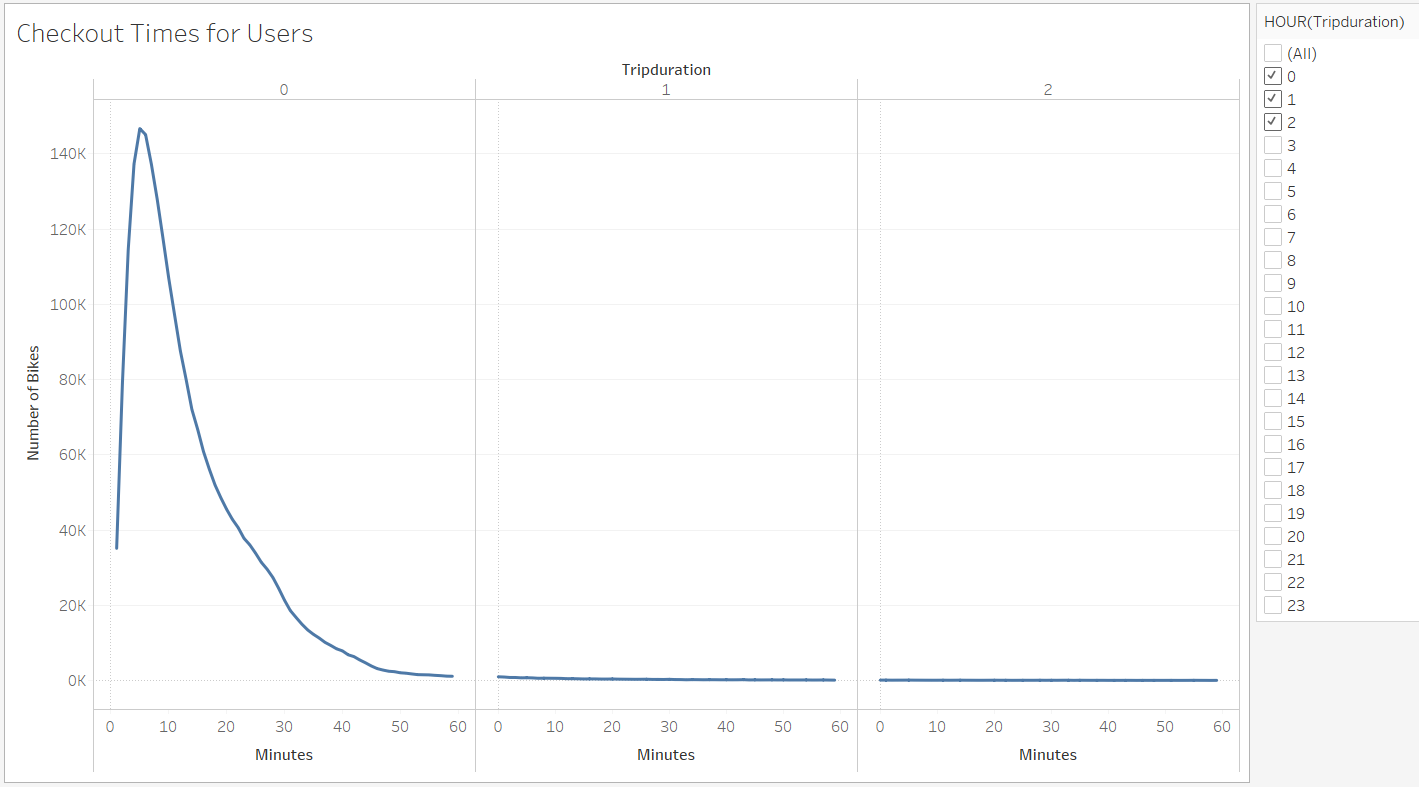 Checkout Times for Users
Tripduration
0 1 2
140K
120K
100K
80K
60K
40K
20K
0K
Number of Bikes
0 10 20 30 40 50 60 0 10 20 30 40 50 60 0 10 20 30 40 50 60
Minutes Minutes Minutes
HOUR(Tripduration)
(All)
0
1
2
3
4
5
6
7
8
9
10
11
12
13
14
15
16
17
18
19
20
21
22
23